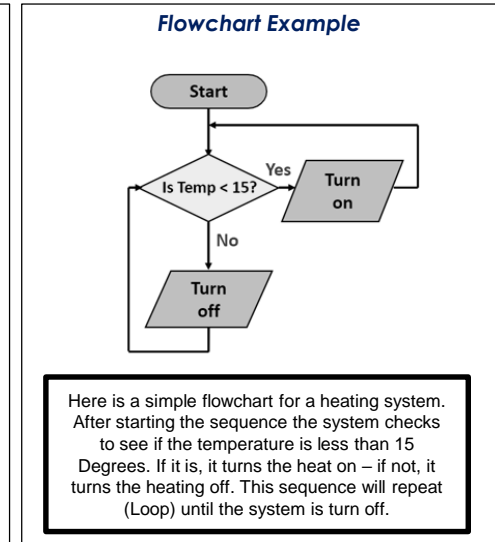 Flowchart Example
Start
Is Temp < 15?
Yes
Turn
on
No
Turn
off
Here is a simple flowchart for a heating system.
After starting the sequence the system checks
to see if the temperature is less than 15
Degrees. If it is, it turns the heat on – if not, it
turns the heating off. This sequence will repeat
(Loop) until the system is turn off.